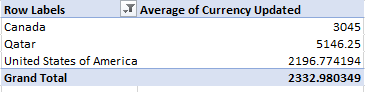 Row Labels Average of Currency Updated
Canada 3045
Qatar 5146.25
United States of America 2196.774194
Grand Total 2332.980349